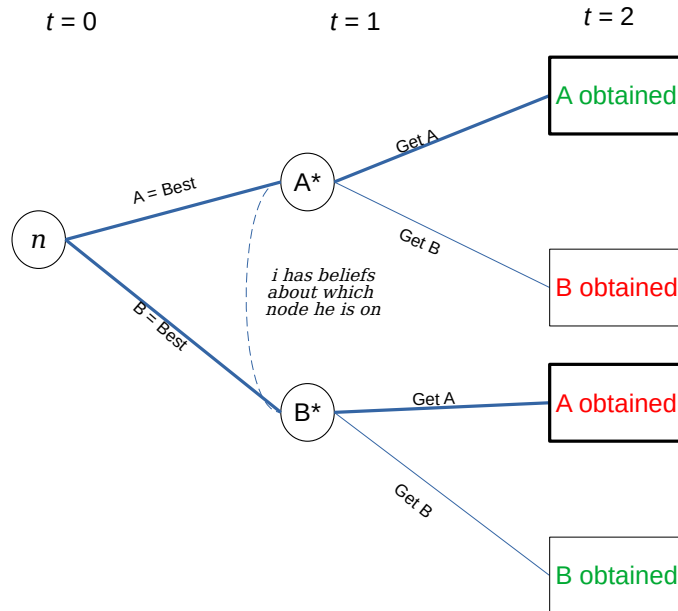 t = 0
t = 1
t = 2
A obtained
Get A
A = Best
A*
Get B
n
i has beliefs
about which
node he is on
B obtained
B = Best
Get A
A obtained
B*
Get B
B obtained